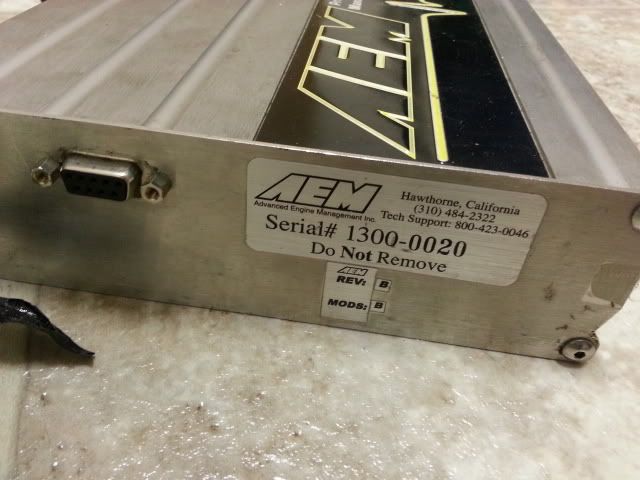 AEM
AEM
Advanced Engine Management Inc.
Hawthorne, California
(310) 484-2322
Tech Support: 800-423-0046
Serial# 1300-0020
Do Not Remove
AEM
REV: B
MODS: B